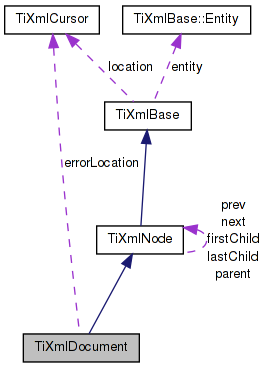 TiXmlCursor
TiXmlBase::Entity
location
entity
TiXmlBase
errorLocation
prev
next
firstChild
lastChild
parent
TiXmlNode
TiXmlDocument